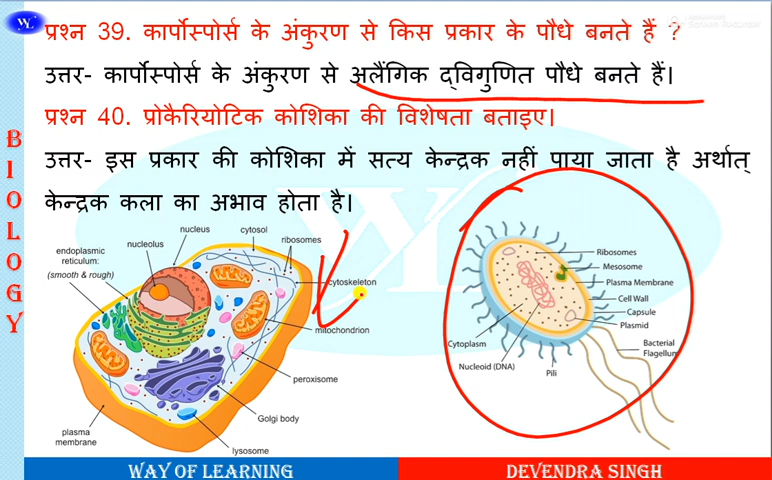 WL
प्रश्न 39. कार्पोस्पोर्स के अंकुरण से किस प्रकार के पौधे बनते हैं ?
उत्तर- कार्पोस्पोर्स के अंकुरण से अलैंगिक द्विगुणित पौधे बनते हैं।
प्रश्न 40. प्रोकैरियोटिक कोशिका की विशेषता बताइए।
उत्तर- इस प्रकार की कोशिका में सत्य केन्द्रक नहीं पाया जाता है अर्थात्
केन्द्रक कला का अभाव होता है।
BIOLOGY
nucleus
cytosol
nucleolus
ribosomes
endoplasmic
reticulum:
(smooth & rough)
cytoskeleton
mitochondrion
peroxisome
Golgi body
plasma
membrane
lysosome
Ribosomes
Mesosome
Plasma Membrane
Cell Wall
Capsule
Plasmid
Cytoplasm
Bacterial
Flagellum
Nucleoid (DNA)
Pili
WAY OF LEARNING
DEVENDRA SINGH